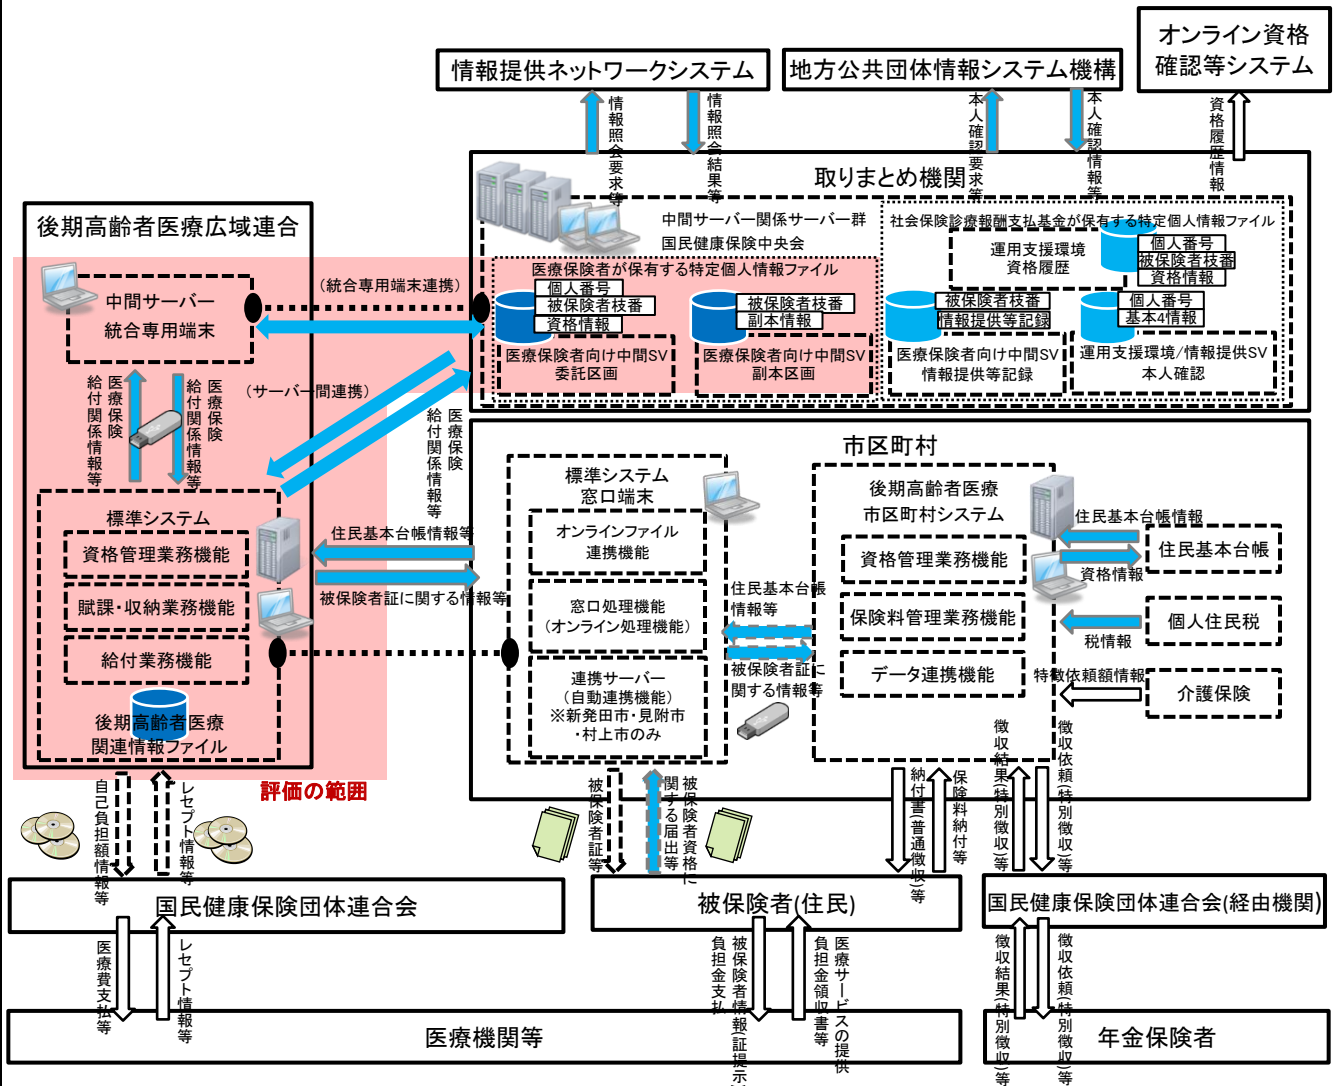 オンライン資格
確認等システム
情報提供ネットワークシステム
地方公共団体情報システム機構
情報照会要求等
情報照会結果等
本人確認要求等
本人確認情報等
資格履歴情報
取りまとめ機関
中間サーバー関係サーバー群
国民健康保険中央会
社会保険診療報酬支払基金が保有する特定個人情報ファイル
運用支援環境
資格履歴
個人番号
被保険者枝番
資格情報
医療保険者が保有する特定個人情報ファイル
個人番号
被保険者枝番
資格情報
医療保険者向け中間SV
委託区画
被保険者枝番
副本情報
医療保険者向け中間SV
副本区画
被保険者枝番
情報提供等記録
医療保険者向け中間SV
情報提供等記録
個人番号
基本4情報
運用支援環境/情報提供SV
本人確認
後期高齢者医療広域連合
中間サーバー
統合専用端末
(統合専用端末連携)
(サーバー間連携)
医療保険
給付関係情報等
医療保険
給付関係情報等
医療保険
給付関係情報等
標準システム
資格管理業務機能
賦課・収納業務機能
給付業務機能
後期高齢者医療
関連情報ファイル
評価の範囲
住民基本台帳情報等
被保険者証に関する情報等
市区町村
標準システム
窓口端末
オンラインファイル
連携機能
窓口処理機能
(オンライン処理機能)
連携サーバー
(自動連携機能)
※新発田市・見附市
・村上市のみ
住民基本台帳
情報等
被保険者証に
関する情報等
後期高齢者医療
市区町村システム
資格管理業務機能
保険料管理業務機能
データ連携機能
住民基本台帳情報
資格情報
税情報
特徴依頼額情報
住民基本台帳
個人住民税
介護保険
自己負担額情報等
レセプト情報等
被保険者証等
被保険者資格に
関する届出等
納付書(普通徴収)等
保険料納付等
徴収結果(特別徴収)等
徴収依頼(特別徴収)等
国民健康保険団体連合会
被保険者(住民)
国民健康保険団体連合会(経由機関)
医療費支払等
レセプト情報等
被保険者情報(証提示
負担金支払
医療サービスの提供
負担金領収書等
徴収結果(特別徴収)等
徴収依頼(特別徴収)等
医療機関等
年金保険者